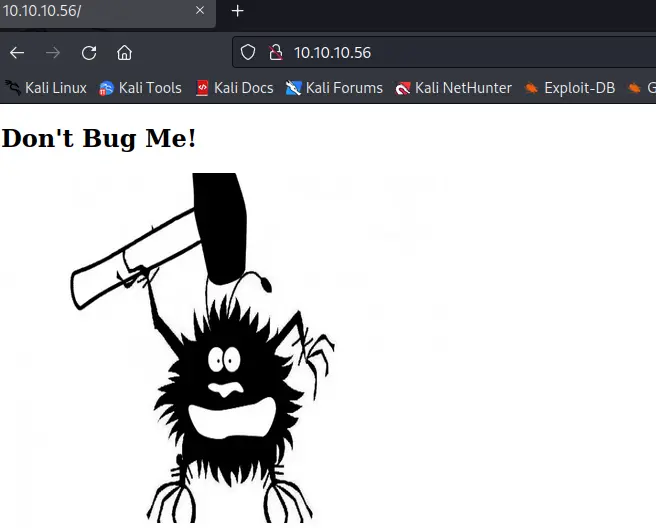 10.10.10.56/
10.10.10.56
Kali Linux Kali Tools Kali Docs Kali Forums Kali NetHunter Exploit-DB G
Don't Bug Me!